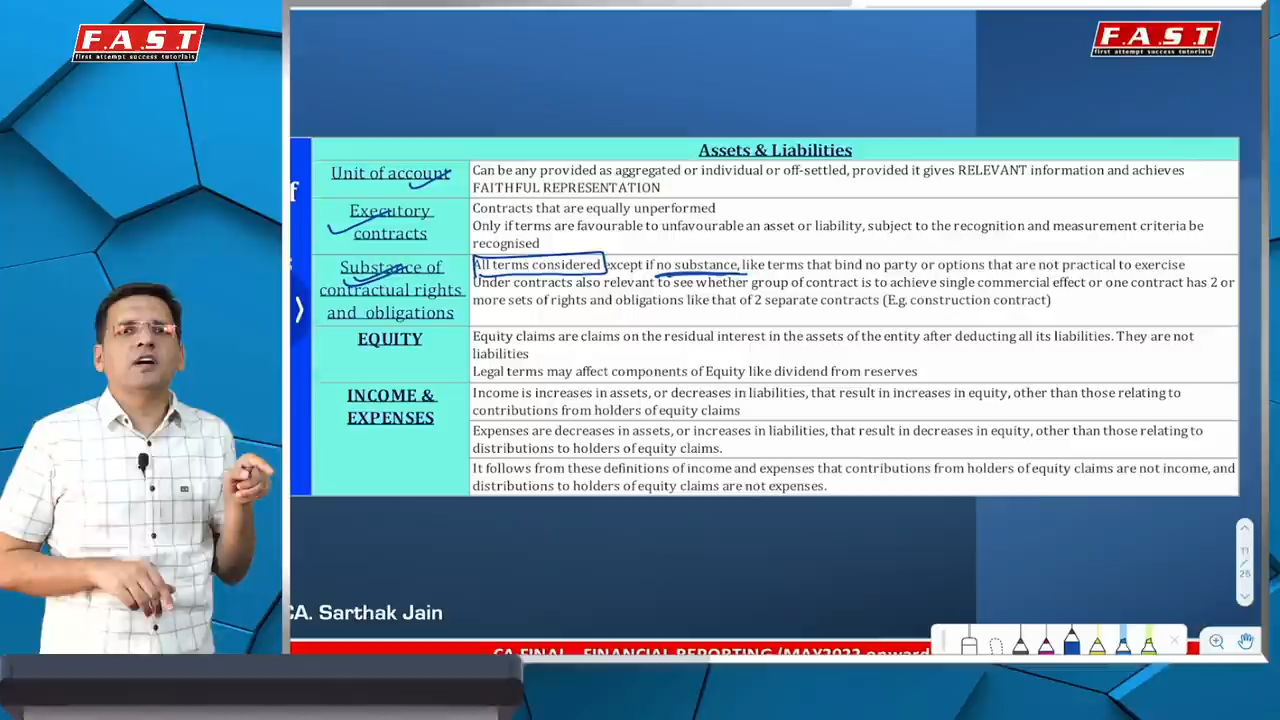 F.A.S.T
first attempt success tutorials
F.A.S.T
first attempt success tutorials
Assets & Liabilities
Unit of account
Can be any provided as aggregated or individual or off-settled, provided it gives RELEVANT information and achieves
FAITHFUL REPRESENTATION
Executory
contracts
Contracts that are equally unperformed
Only if terms are favourable to unfavourable an asset or liability, subject to the recognition and measurement criteria be
recognised
Substance of
contractual rights
and obligations
All terms considered except if no substance, like terms that bind no party or options that are not practical to exercise
Under contracts also relevant to see whether group of contract is to achieve single commercial effect or one contract has 2 or
more sets of rights and obligations like that of 2 separate contracts (E.g. construction contract)
EQUITY
Equity claims are claims on the residual interest in the assets of the entity after deducting all its liabilities. They are not
liabilities
Legal terms may affect components of Equity like dividend from reserves
INCOME &
EXPENSES
Income is increases in assets, or decreases in liabilities, that result in increases in equity, other than those relating to
contributions from holders of equity claims
Expenses are decreases in assets, or increases in liabilities, that result in decreases in equity, other than those relating to
distributions to holders of equity claims.
It follows from these definitions of income and expenses that contributions from holders of equity claims are not income, and
distributions to holders of equity claims are not expenses.
11
/
25
CA. Sarthak Jain
CA FINAL - FINANCIAL REPORTING (MAY2022 onward